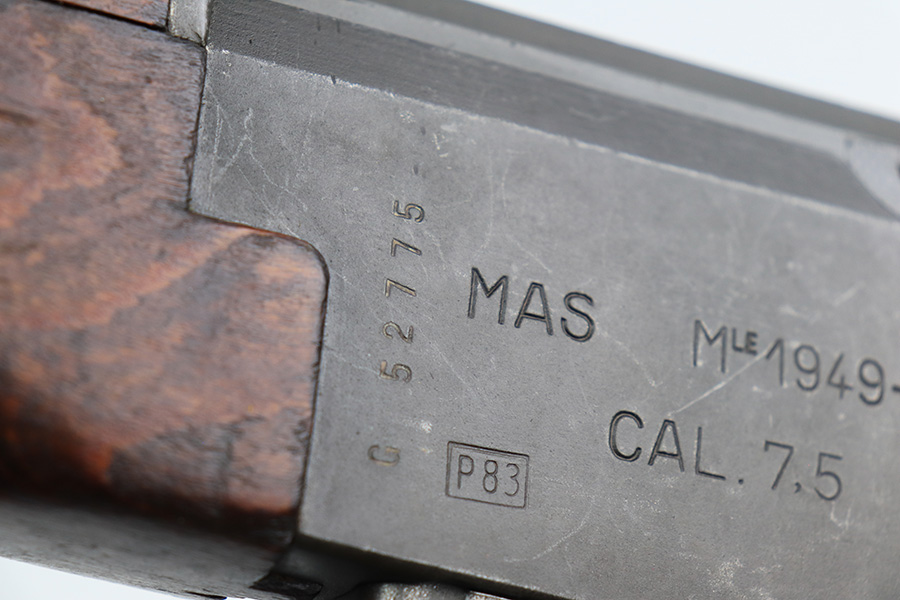 MAS
MLE 1949-
CAL. 7,5
G 52775
P83